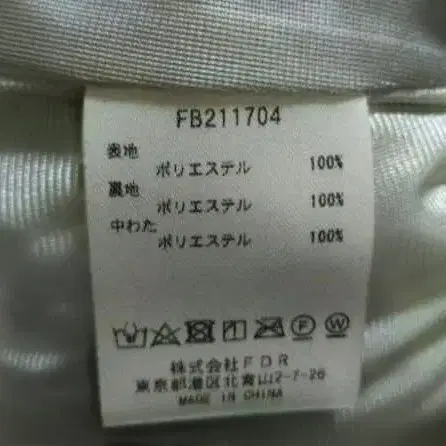 FB211704
表地
ポリエステル 100%
裏地
ポリエステル 100%
中わた
ポリエステル 100%
F W
株式会社FDR
東京都港区北青山2-7-26
MADE IN CHINA